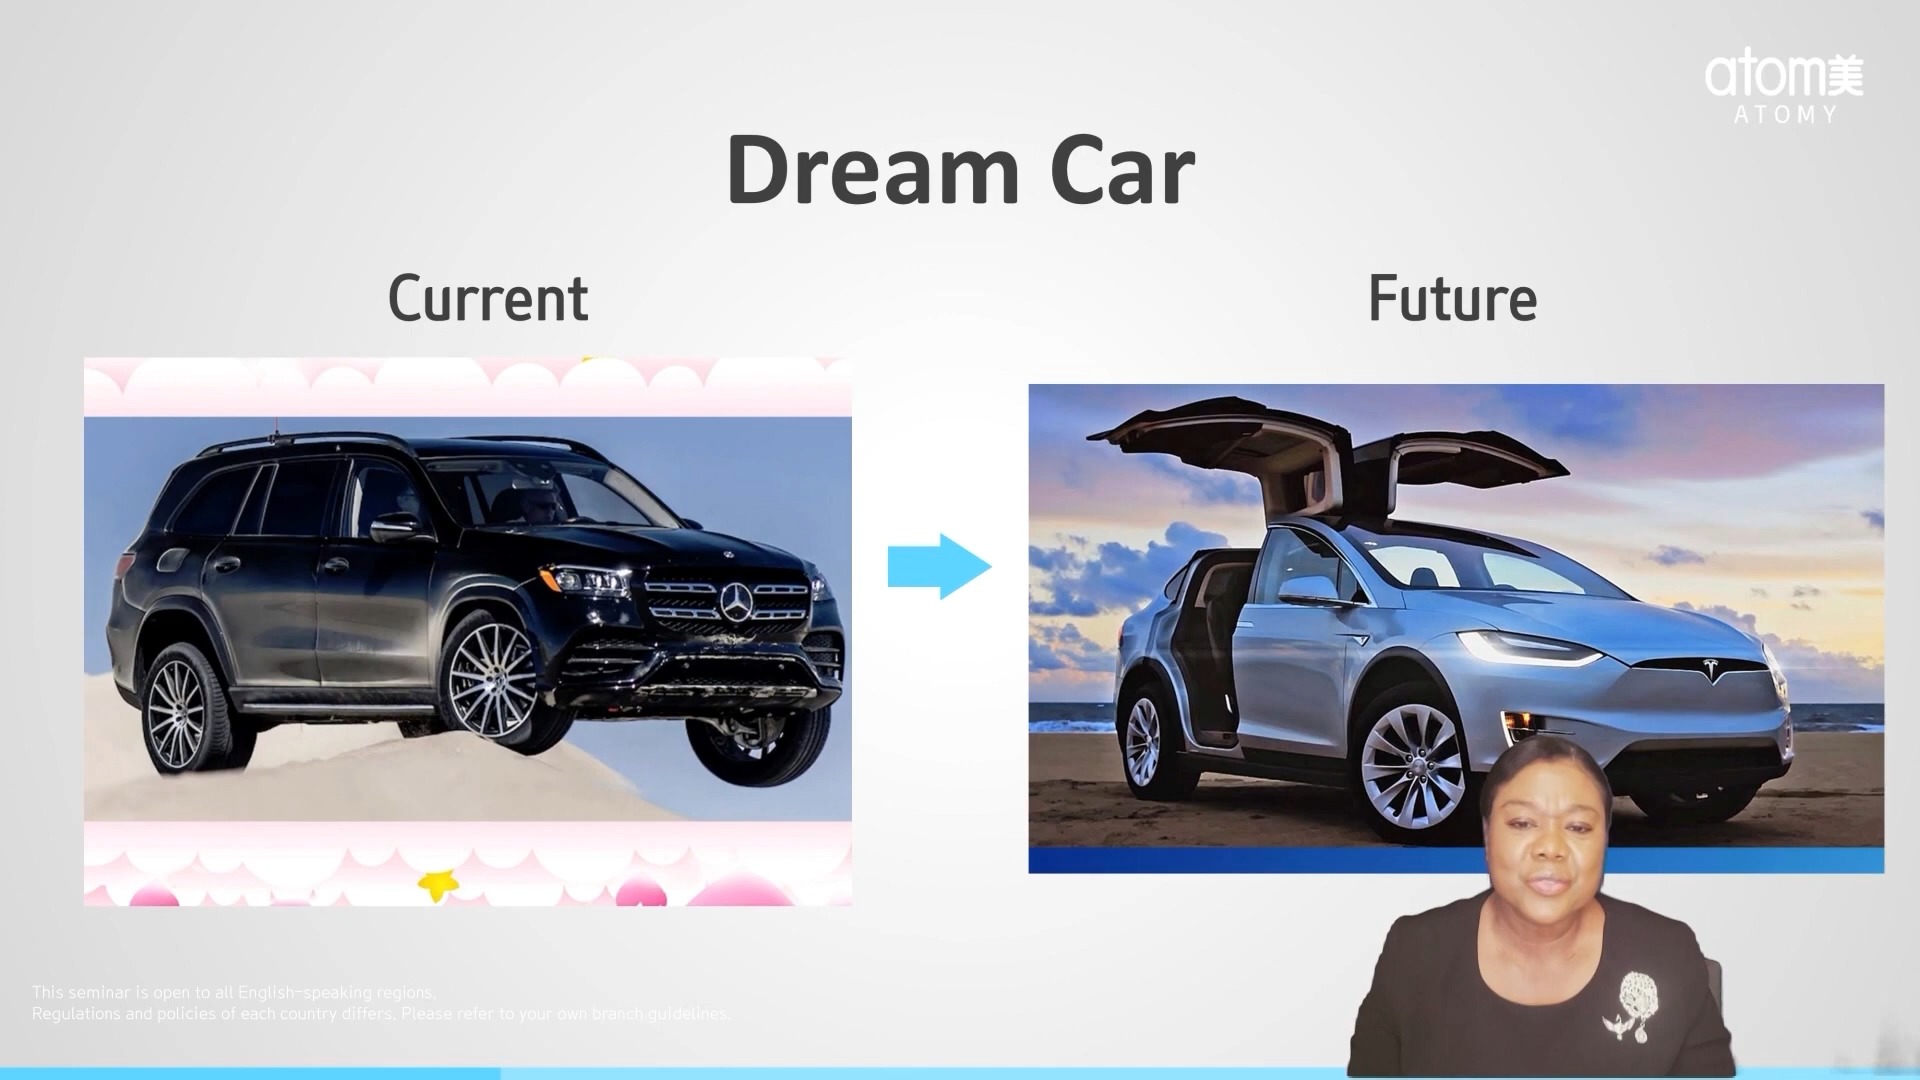 atom美
ATOMY
Dream Car
Current
Future
This seminar is open to all English-speaking regions.
Regulations and policies of each country differs. Please refer to your own branch guidelines.